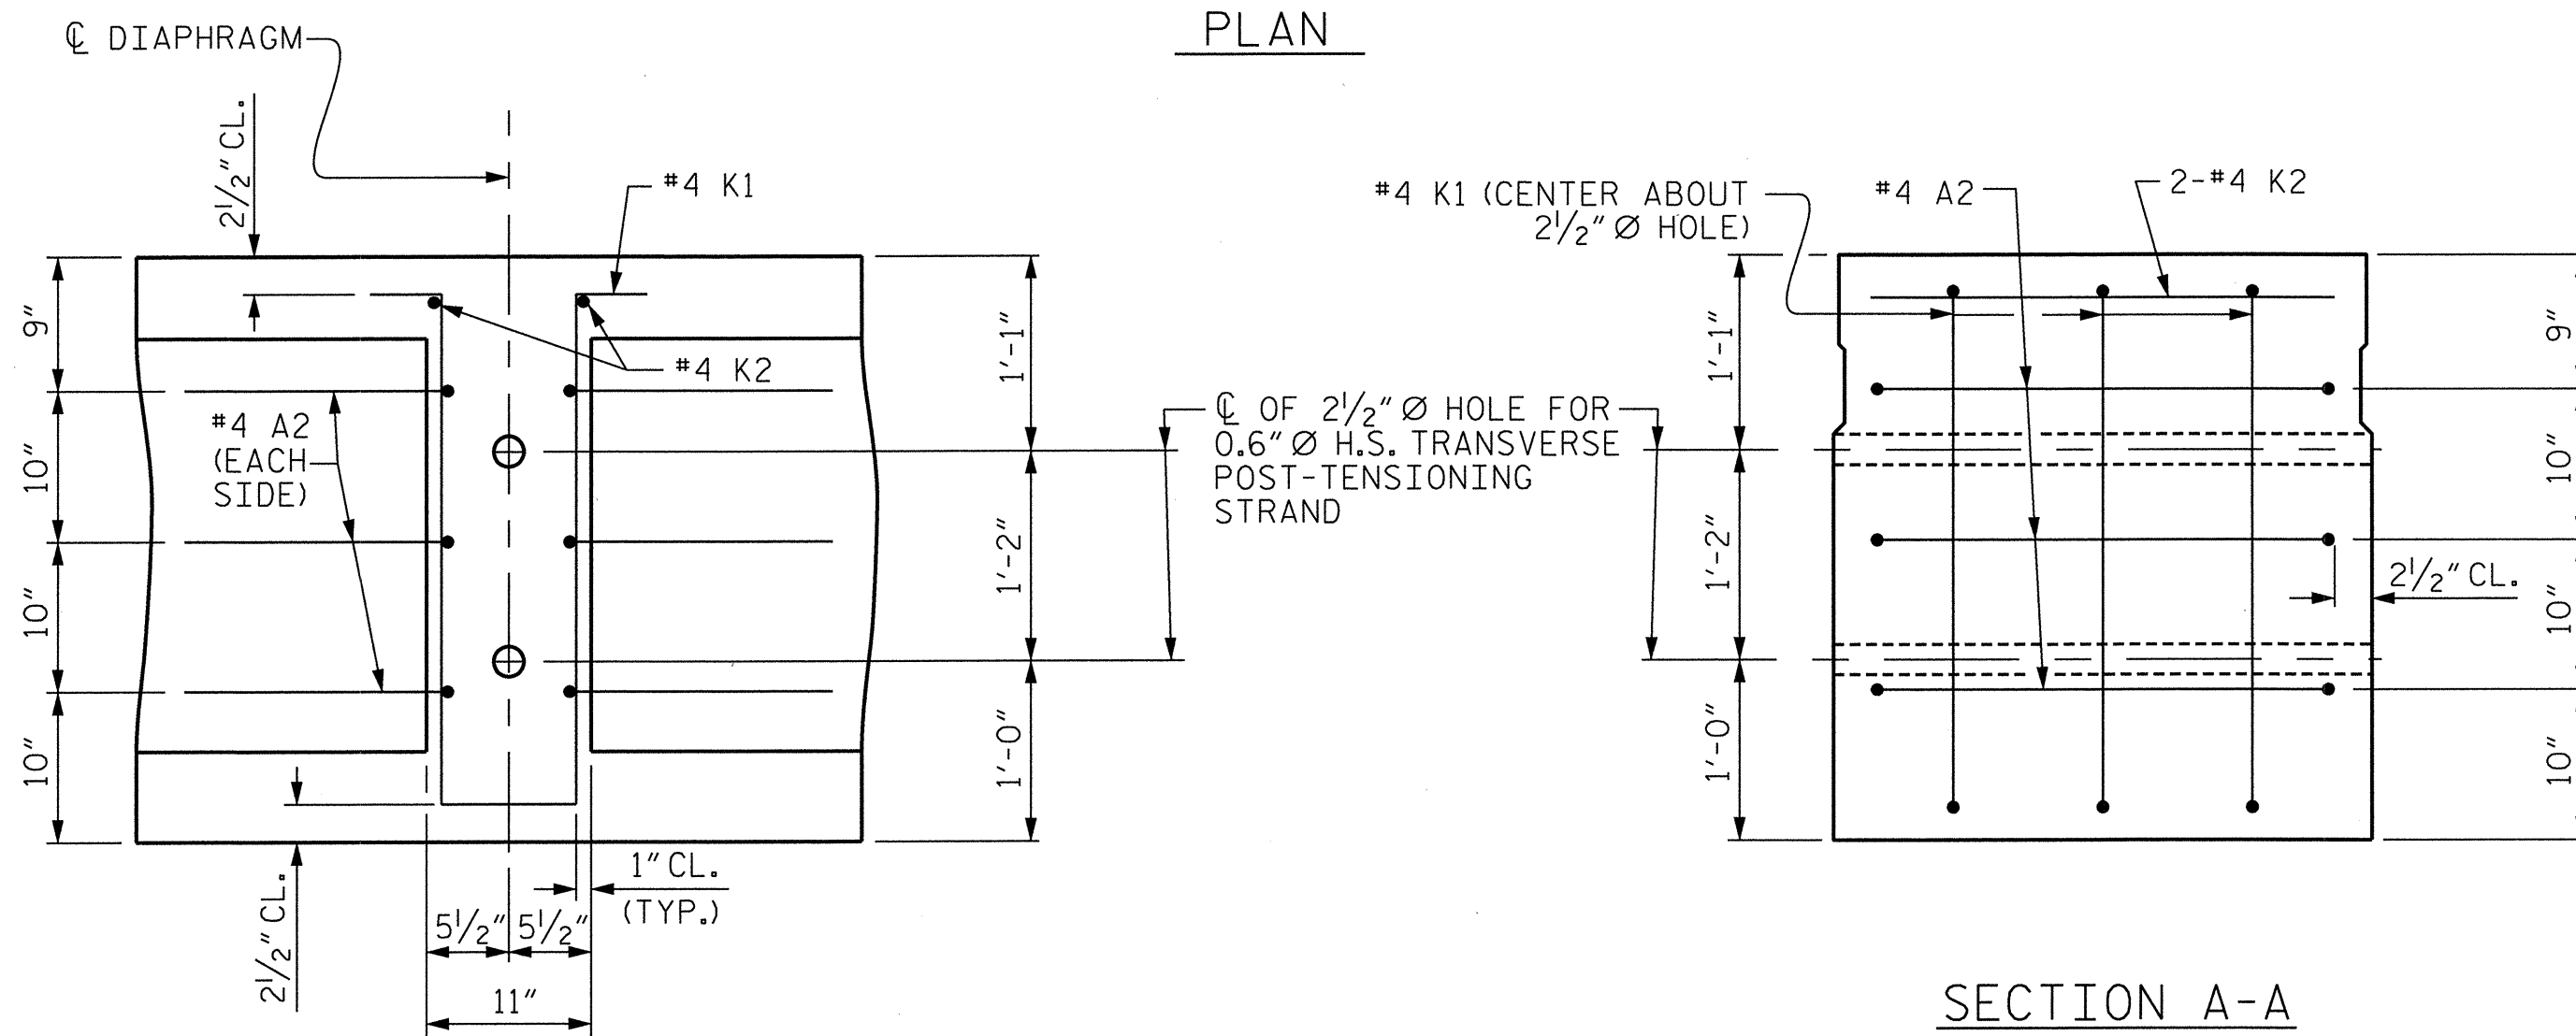 PLAN
℄ DIAPHRAGM
2½" CL.
#4 K1
#4 K2
9"
10"
10"
10"
#4 A2
(EACH
SIDE)
1'-1"
1'-2"
1'-0"
2½" CL.
1" CL.
(TYP.)
5½"
5½"
11"
℄ OF 2½" Ø HOLE FOR
0.6" Ø H.S. TRANSVERSE
POST-TENSIONING
STRAND
#4 K1 (CENTER ABOUT
2½" Ø HOLE)
#4 A2
2-#4 K2
1'-1"
1'-2"
1'-0"
9"
10"
10"
10"
2½" CL.
SECTION A-A